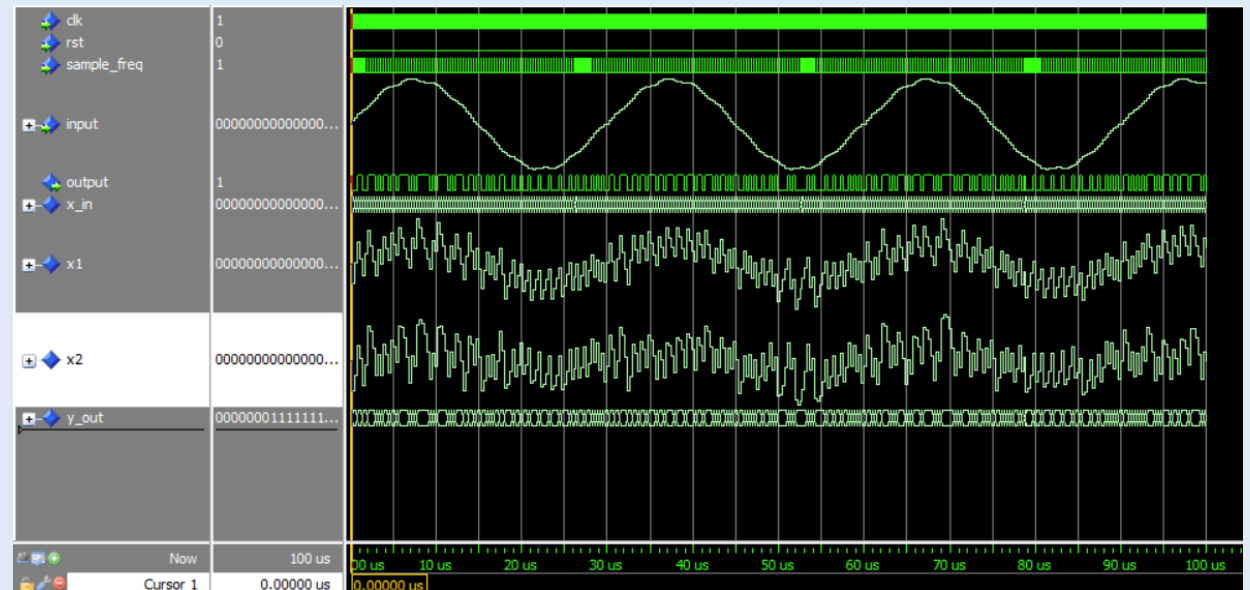 clk 1
rst 0
sample_freq 1
input 00000000000000...
output 1
x_in 00000000000000...
x1 00000000000000...
x2 00000000000000...
y_out 00000001111111...
Now 100 us 00 us 10 us 20 us 30 us 40 us 50 us 60 us 70 us 80 us 90 us 100 us
Cursor 1 0.00000 us 0.00000 us